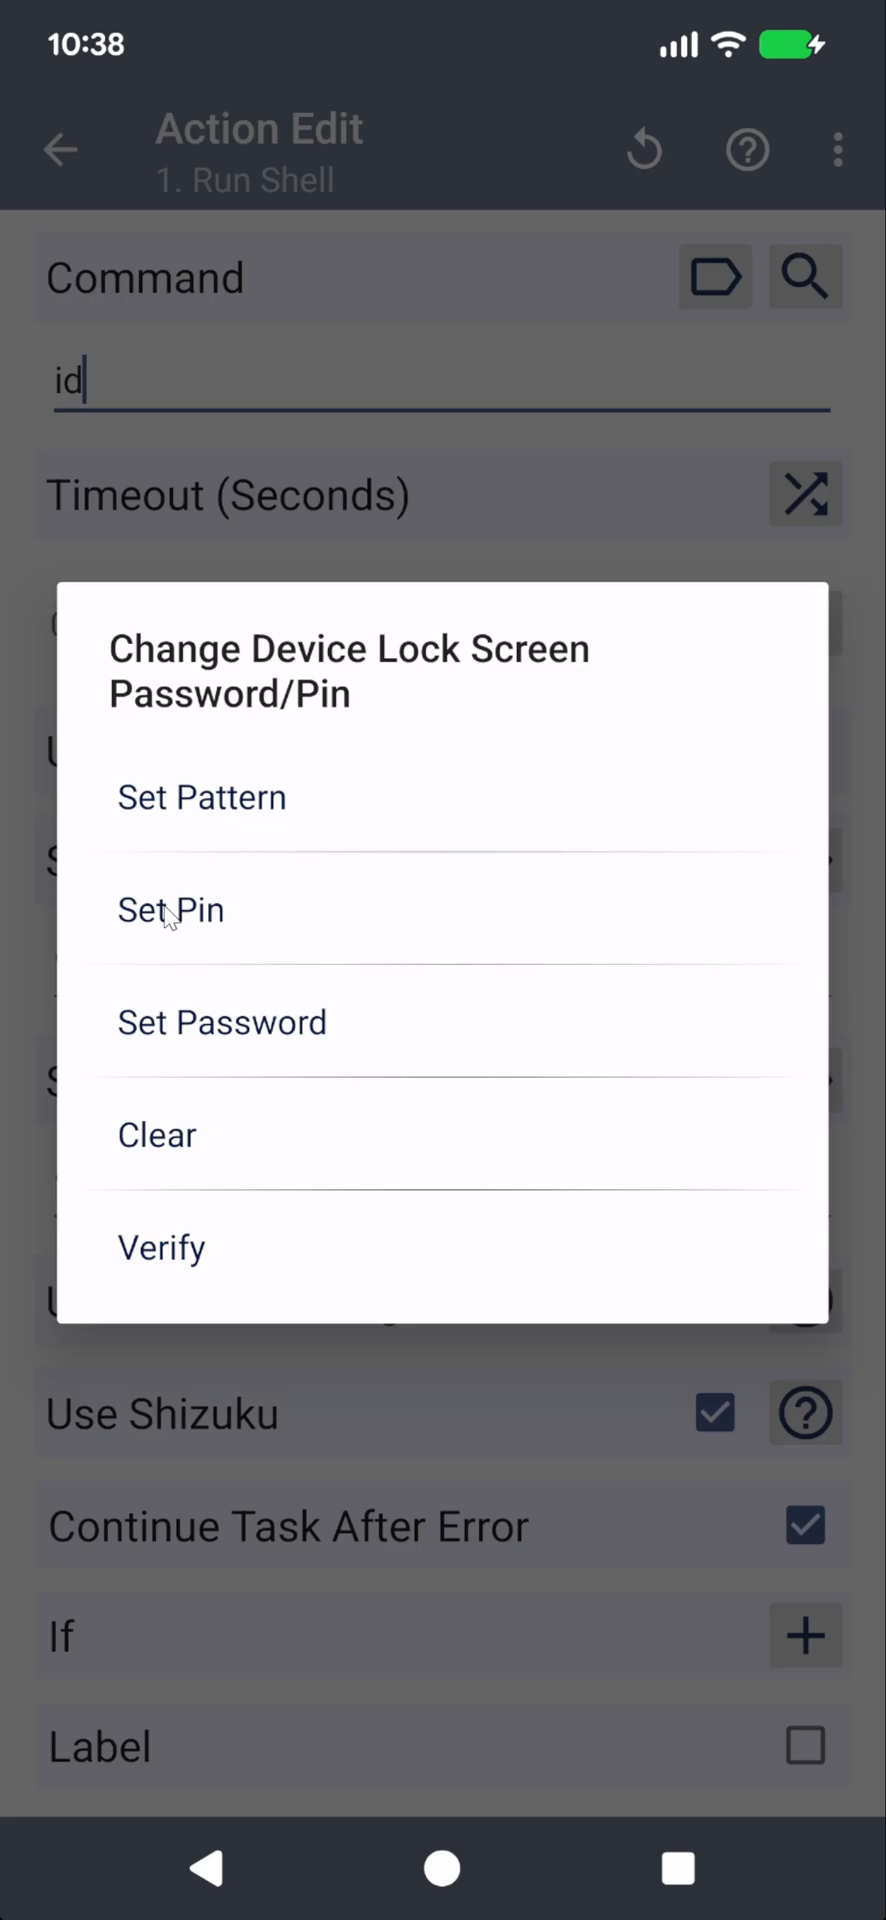 10:38
Action Edit
1. Run Shell
Command
id
Timeout (Seconds)
Change Device Lock Screen
Password/Pin
Set Pattern
Set Pin
Set Password
Clear
Verify
Use Shizuku
Continue Task After Error
If
Label